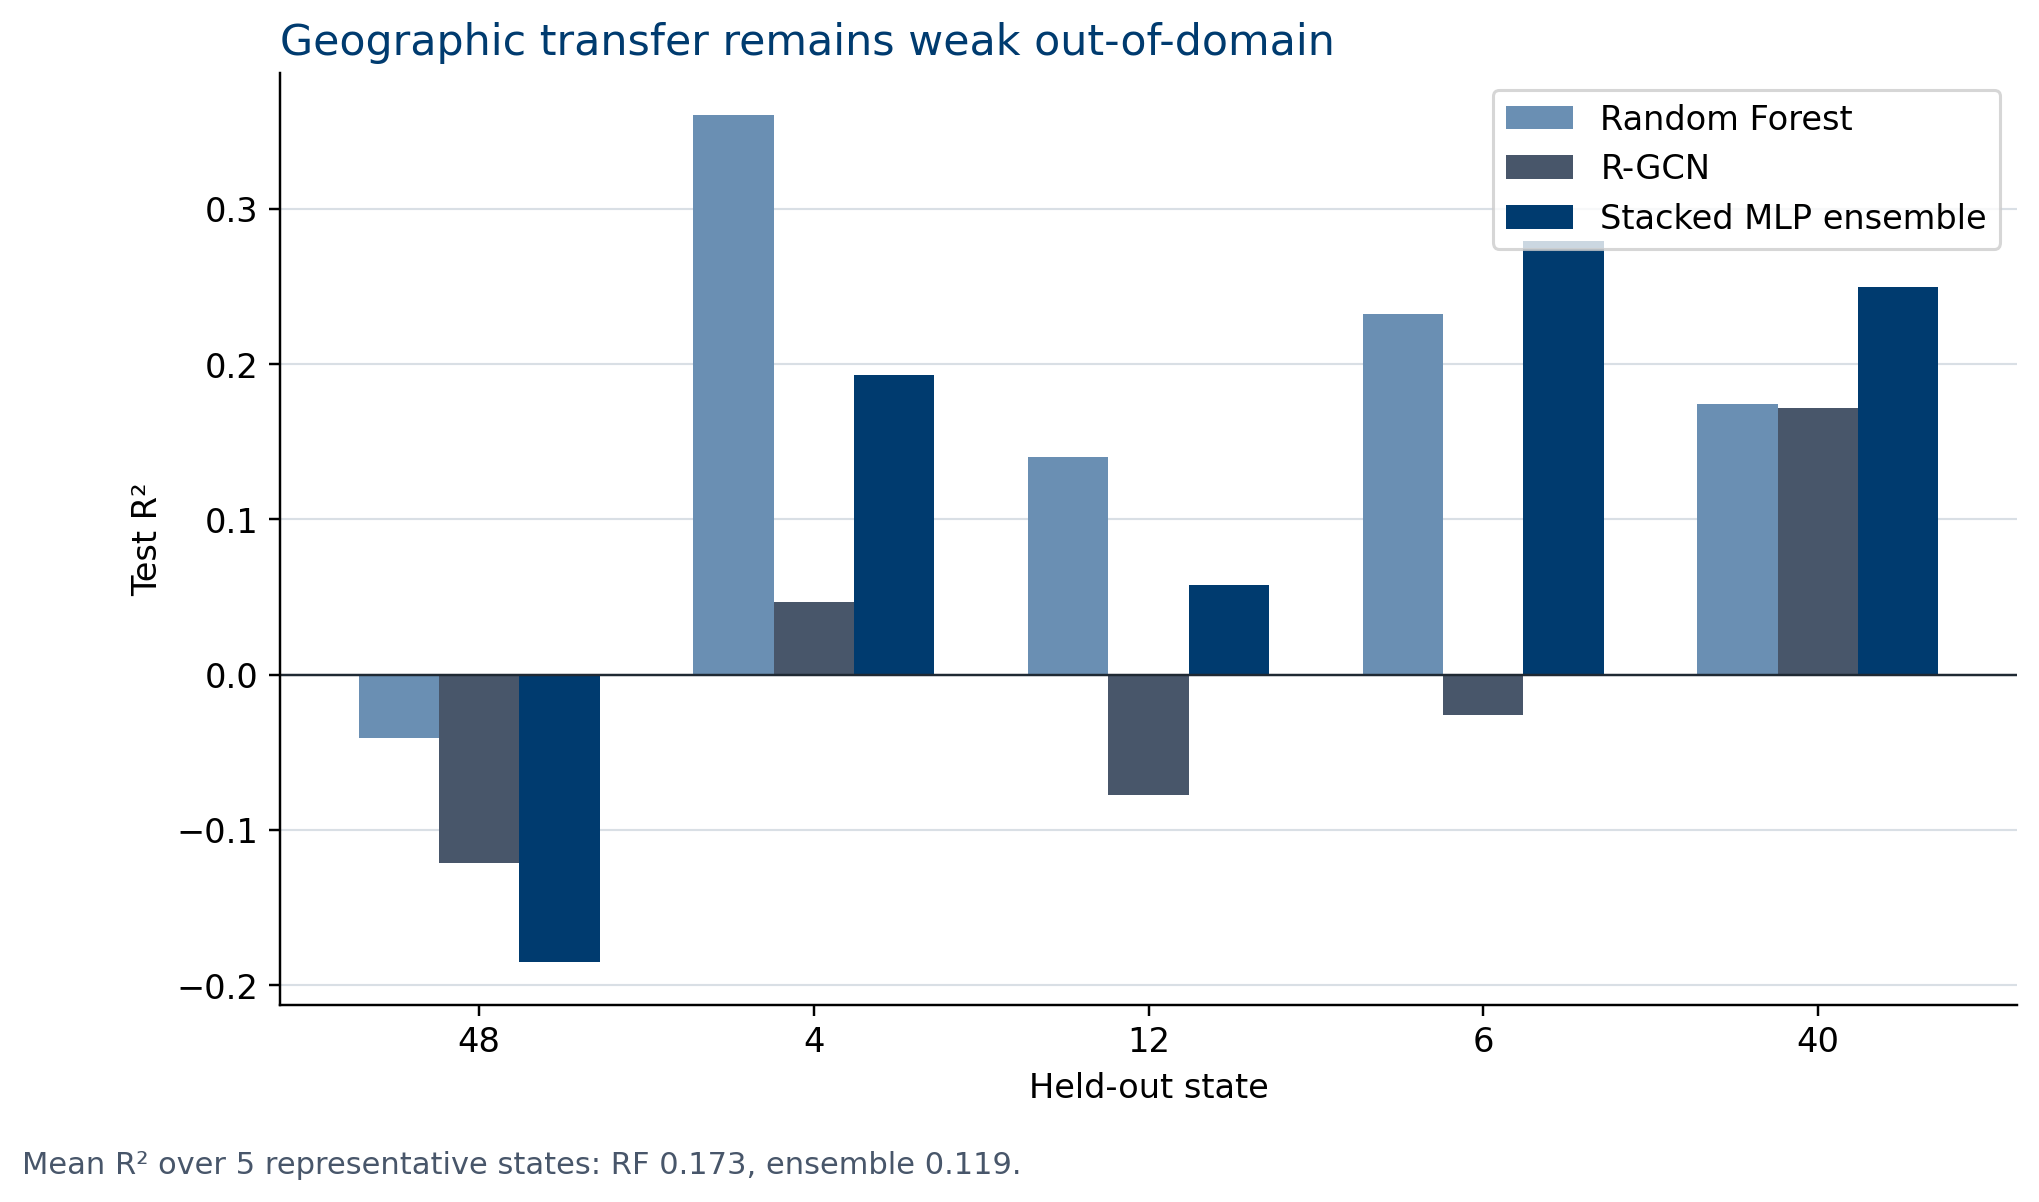 Geographic transfer remains weak out-of-domain
Random Forest
R-GCN
Stacked MLP ensemble
Test R²
0.3
0.2
0.1
0.0
−0.1
−0.2
48 4 12 6 40
Held-out state
Mean R² over 5 representative states: RF 0.173, ensemble 0.119.